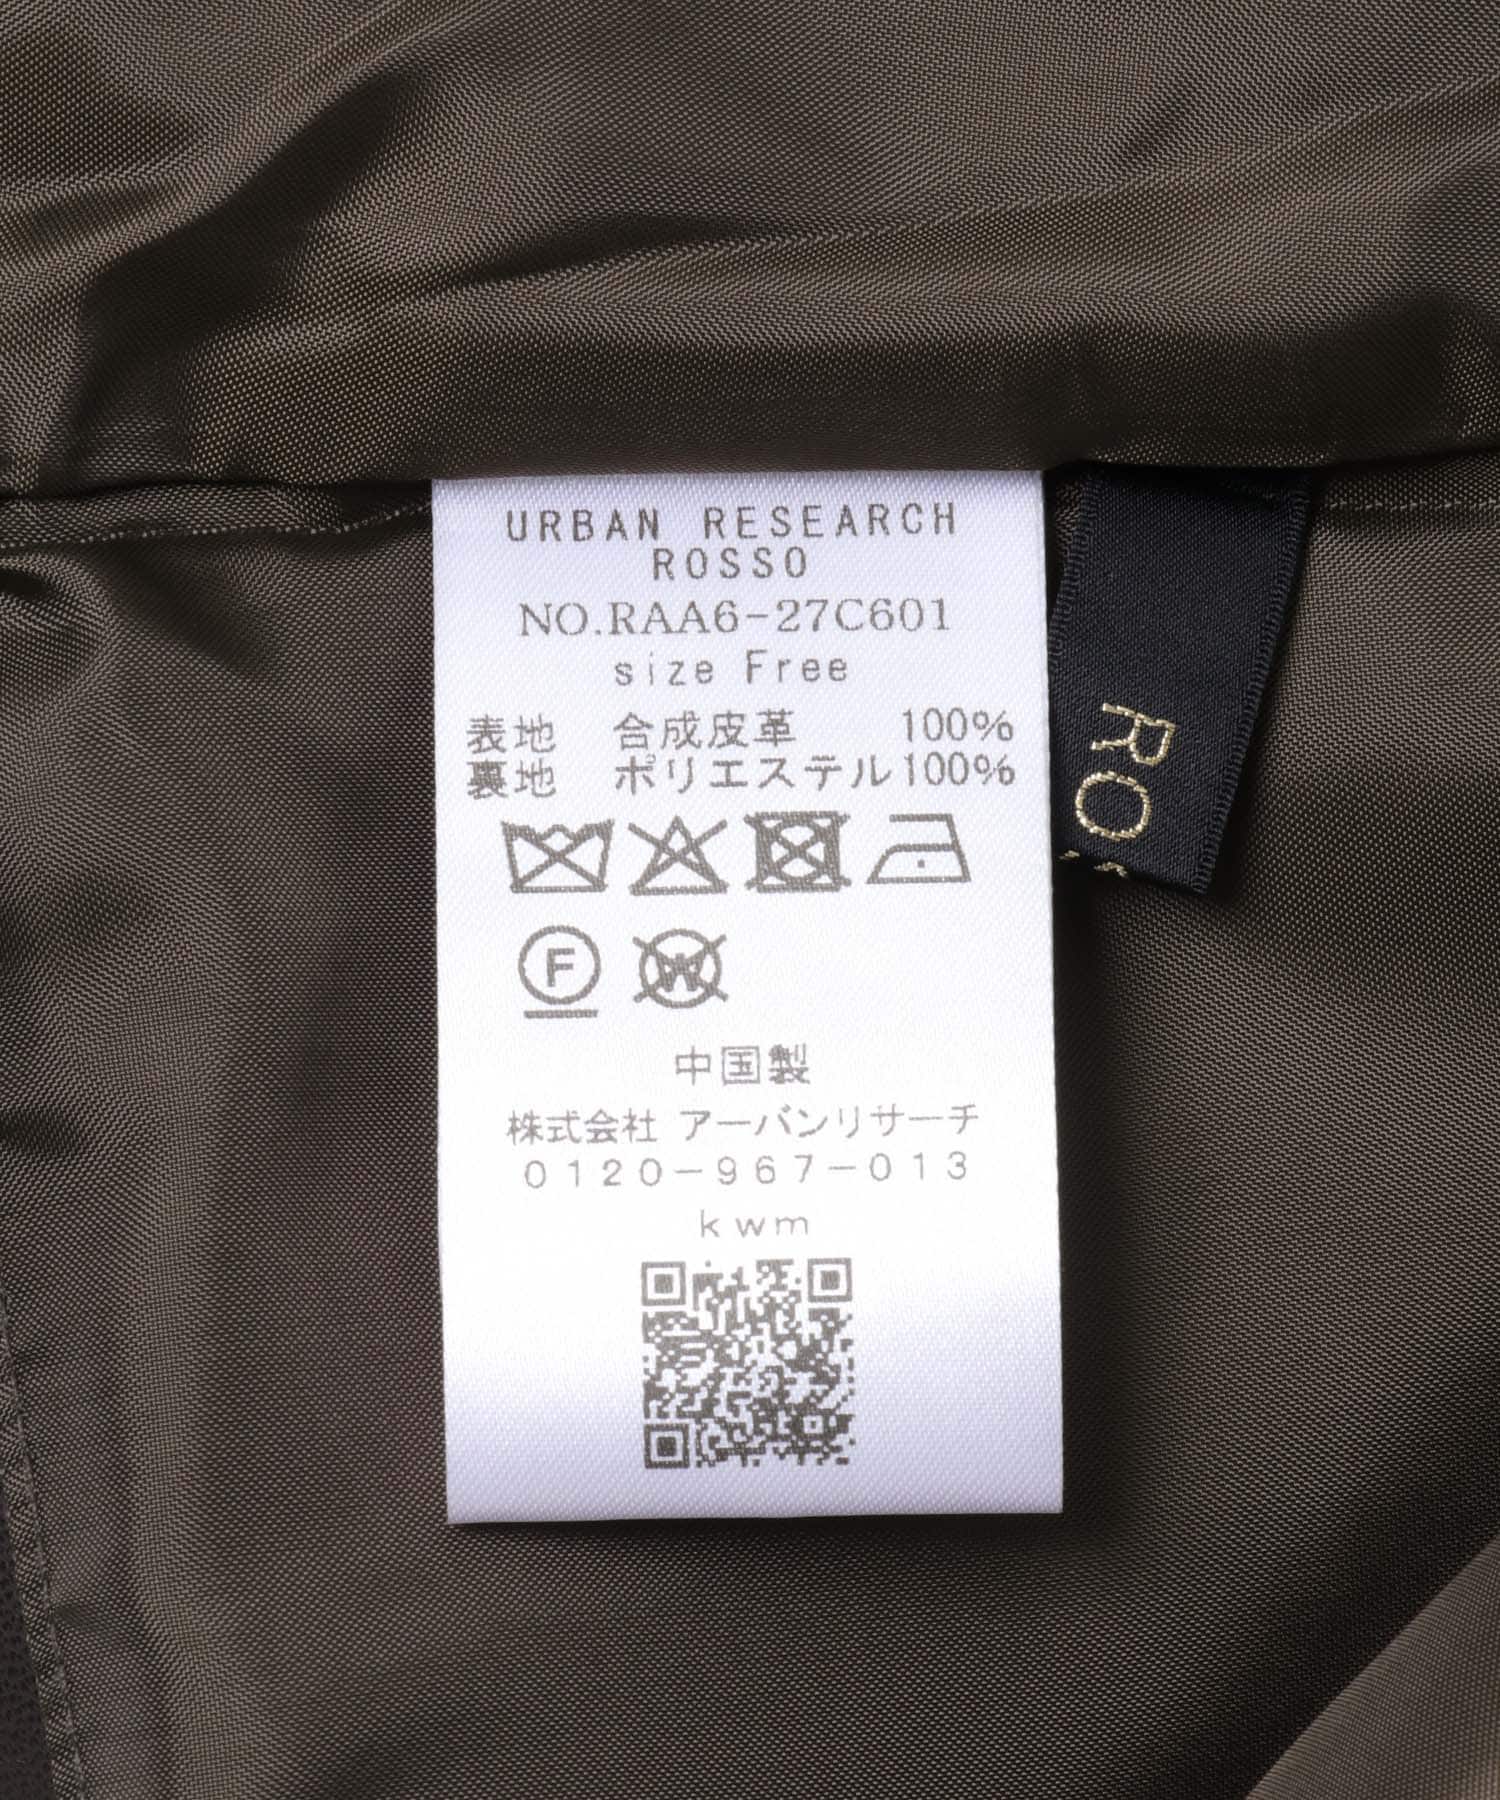 URBAN RESEARCH
ROSSO
NO.RAA6-27C601
size Free
表地 合成皮革 100%
裏地 ポリエステル100%
F
W
中国製
株式会社 アーバンリサーチ
0120-967-013
kwm
RO